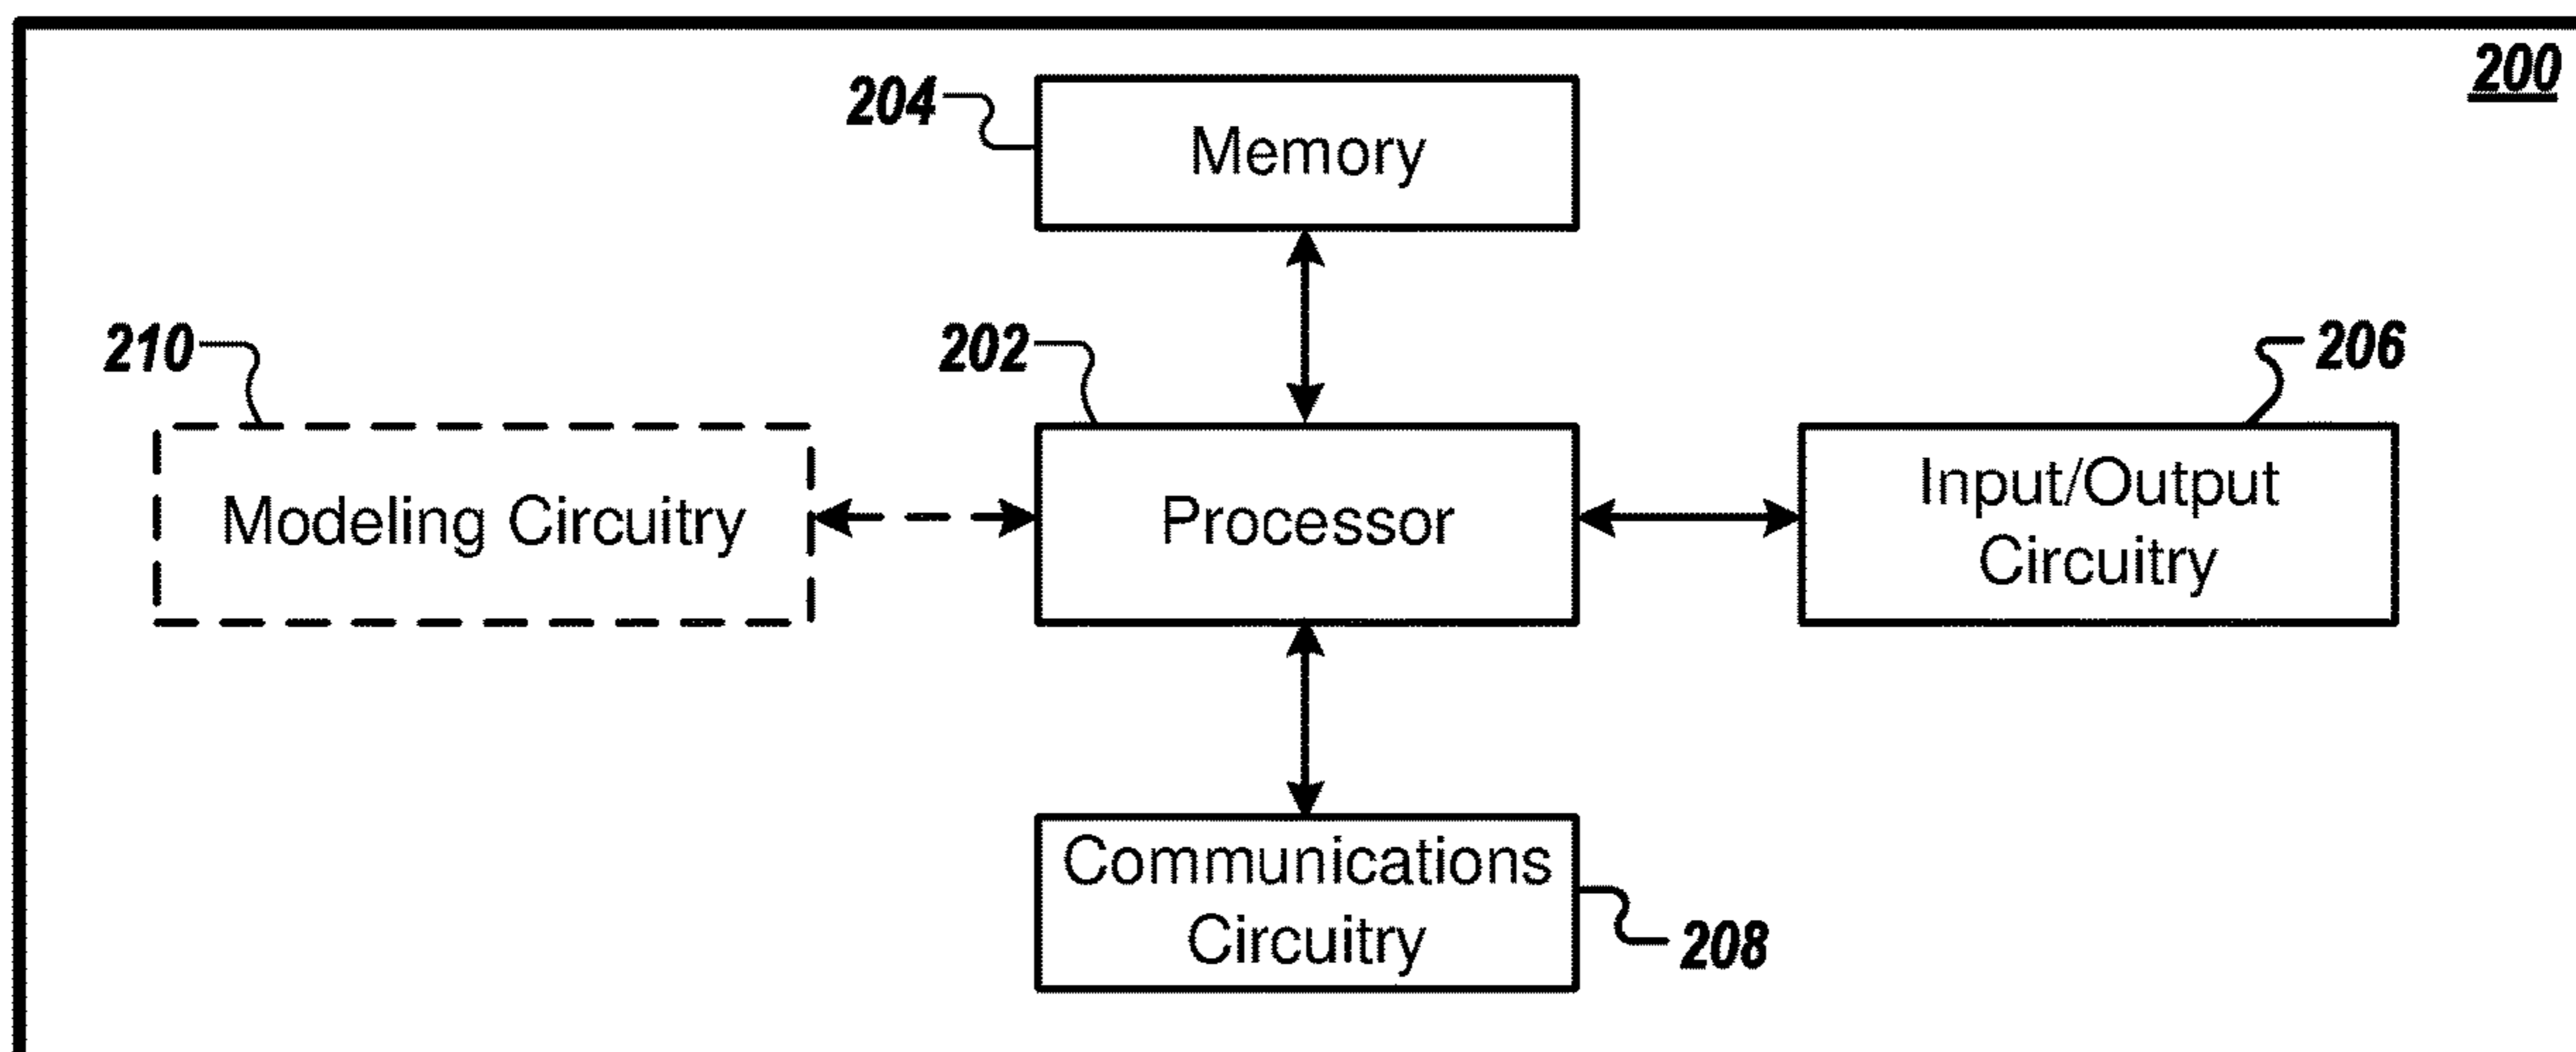 200
204
Memory
210
202
206
Modeling Circuitry
Processor
Input/Output
Circuitry
Communications
Circuitry
208